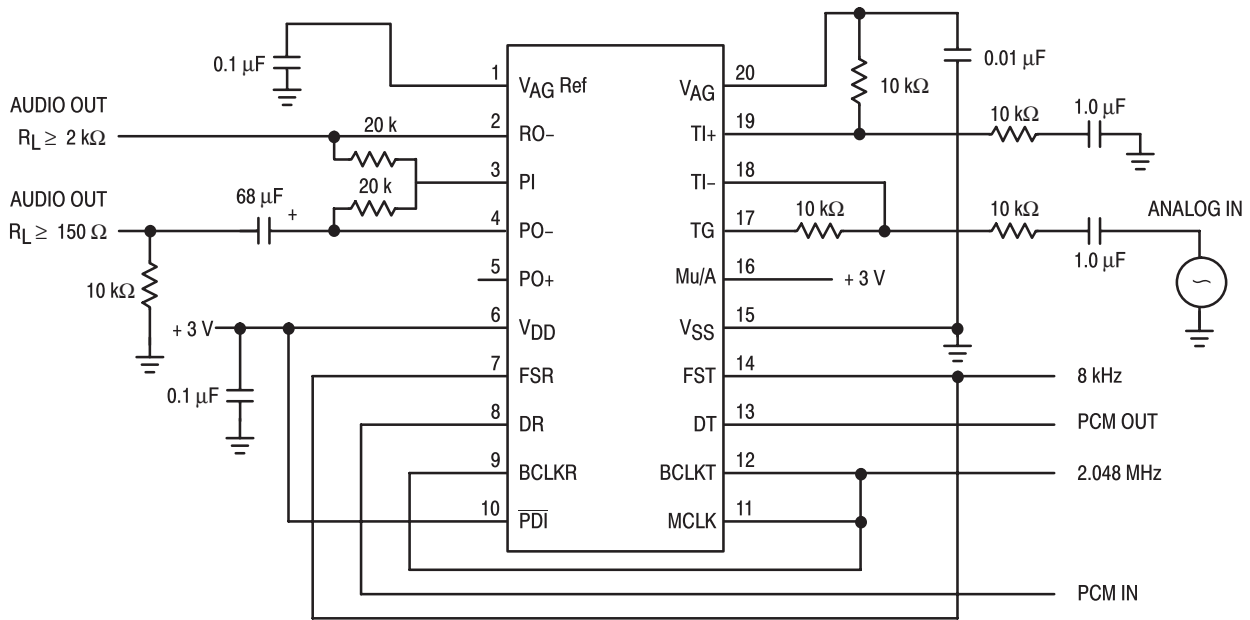 0.1 µF
1
V_AG Ref
V_AG
20
10 kΩ
0.01 µF
AUDIO OUT
R_L ≥ 2 kΩ
20 k
2
RO−
TI+
19
10 kΩ
1.0 µF
3
PI
TI−
18
AUDIO OUT
R_L ≥ 150 Ω
68 µF
+
20 k
4
PO−
TG
17
10 kΩ
10 kΩ
1.0 µF
ANALOG IN
5
PO+
Mu/A
16
+ 3 V
10 kΩ
+ 3 V
6
V_DD
V_SS
15
0.1 µF
7
FSR
FST
14
8 kHz
8
DR
DT
13
PCM OUT
9
BCLKR
BCLKT
12
2.048 MHz
10
PDI
MCLK
11
PCM IN